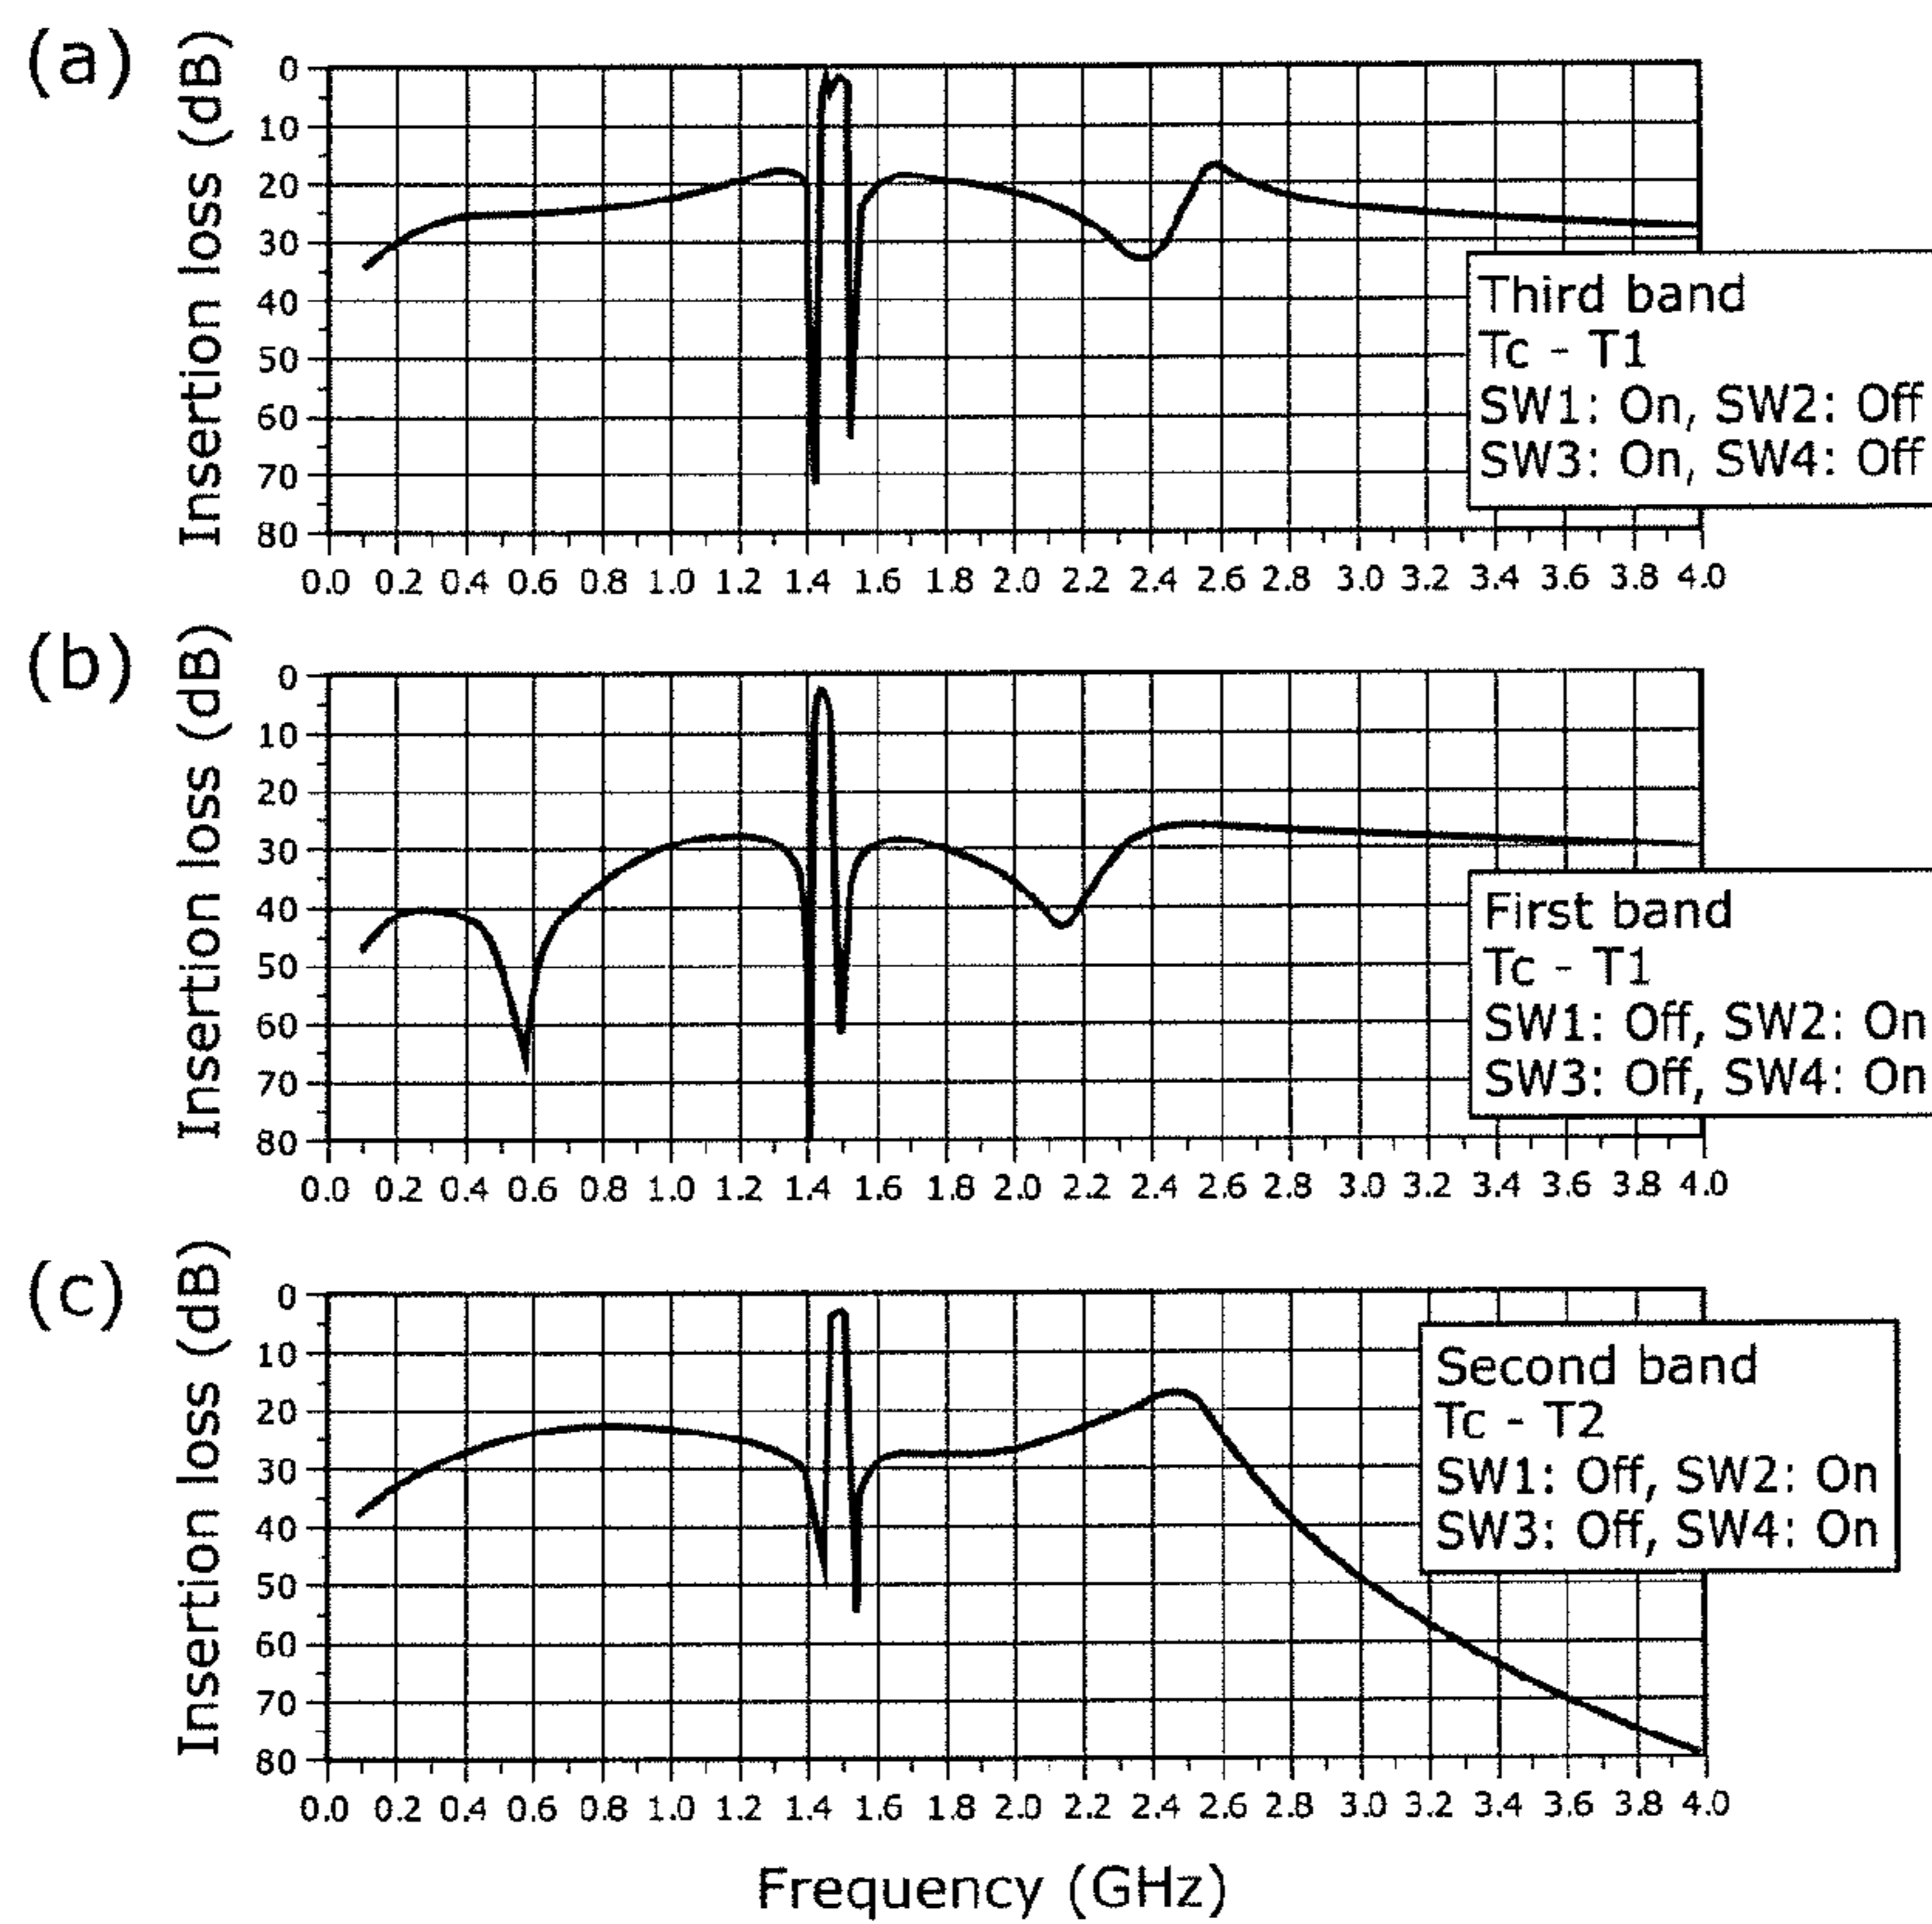 (a)
Insertion loss (dB)
0
10
20
30
40
50
60
70
80
0.0 0.2 0.4 0.6 0.8 1.0 1.2 1.4 1.6 1.8 2.0 2.2 2.4 2.6 2.8 3.0 3.2 3.4 3.6 3.8 4.0
Third band
Tc - T1
SW1: On, SW2: Off
SW3: On, SW4: Off
(b)
Insertion loss (dB)
0
10
20
30
40
50
60
70
80
0.0 0.2 0.4 0.6 0.8 1.0 1.2 1.4 1.6 1.8 2.0 2.2 2.4 2.6 2.8 3.0 3.2 3.4 3.6 3.8 4.0
First band
Tc - T1
SW1: Off, SW2: On
SW3: Off, SW4: On
(c)
Insertion loss (dB)
0
10
20
30
40
50
60
70
80
0.0 0.2 0.4 0.6 0.8 1.0 1.2 1.4 1.6 1.8 2.0 2.2 2.4 2.6 2.8 3.0 3.2 3.4 3.6 3.8 4.0
Second band
Tc - T2
SW1: Off, SW2: On
SW3: Off, SW4: On
Frequency (GHz)